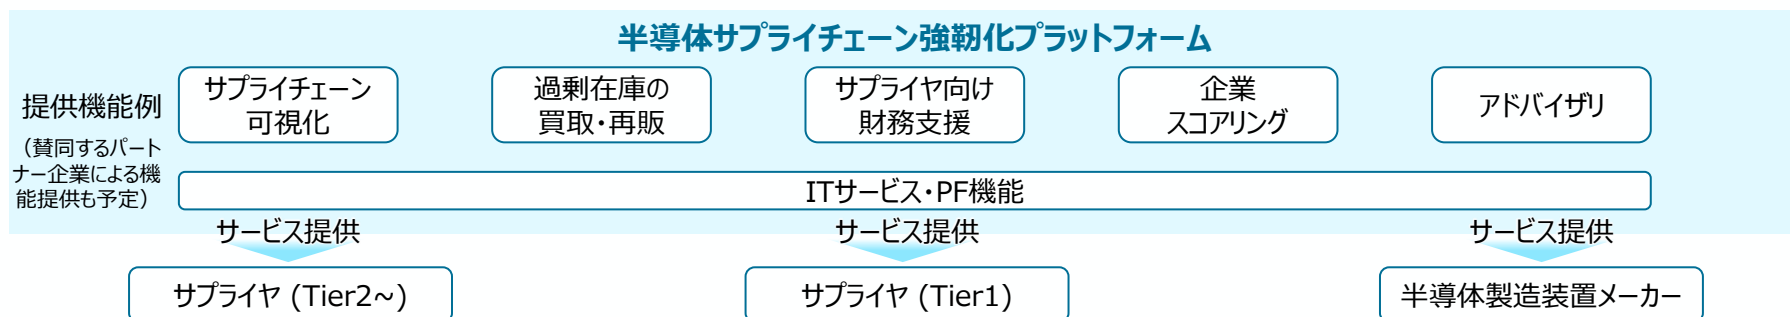 半導体サプライチェーン強靭化プラットフォーム
提供機能例
（賛同するパート
ナー企業による機
能提供も予定）
サプライチェーン
可視化
過剰在庫の
買取・再販
サプライヤ向け
財務支援
企業
スコアリング
アドバイザリ
ITサービス・PF機能
サービス提供
サービス提供
サービス提供
サプライヤ (Tier2~)
サプライヤ (Tier1)
半導体製造装置メーカー